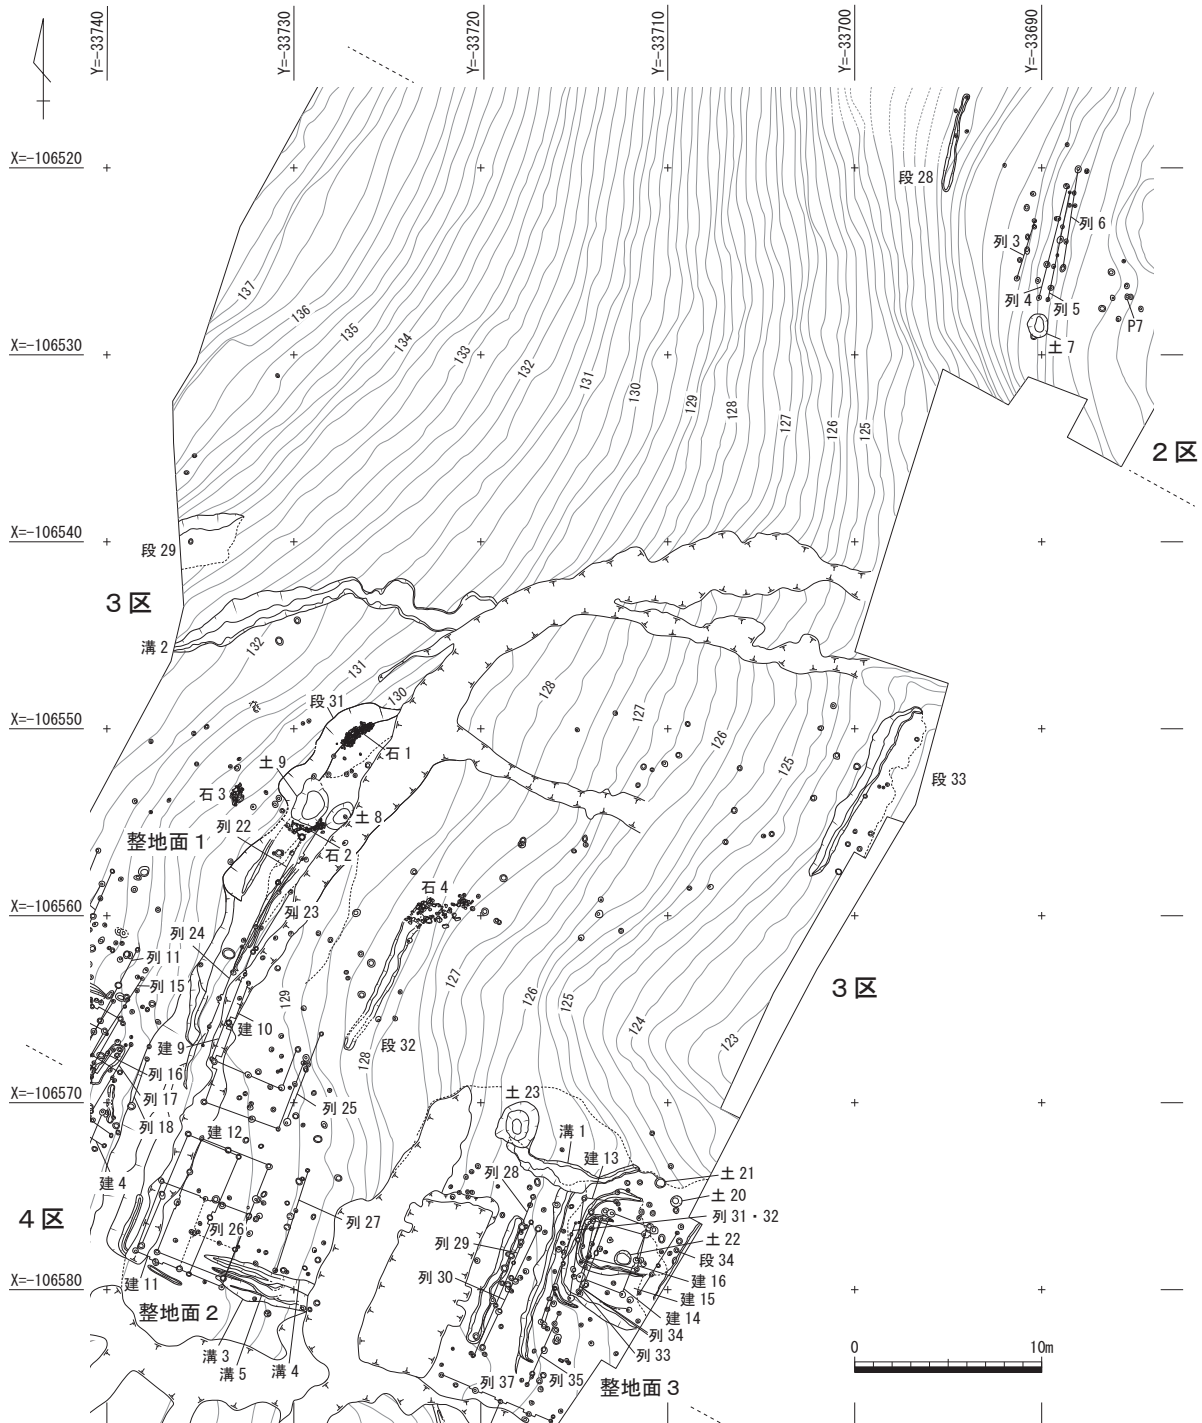 Y=-33740
Y=-33730
Y=-33720
Y=-33710
Y=-33700
Y=-33690
X=-106520
段 28
列 6
列 3
列 4
列 5
P7
土 7
137
136
135
134
133
132
131
130
129
128
127
126
125
X=-106530
2 区
X=-106540
段 29
3 区
溝 2
132
131
130
段 31
128
127
126
125
X=-106550
石 1
土 9
石 3
段 33
土 8
列 22
整地面 1
石 2
石 4
X=-106560
列 23
列 24
列 11
列 15
127
126
125
129
3 区
124
123
建 10
建 9
段 32
128
列 16
X=-106570
列 17
列 25
土 23
列 18
建 12
溝 1
建 13
列 28
土 21
建 4
土 20
4 区
列 27
列 31・32
列 26
列 29
土 22
段 34
列 30
建 16
X=-106580
建 11
建 15
整地面 2
建 14
列 34
溝 3
列 33
溝 5
溝 4
列 37
列 35
整地面 3
0
10m